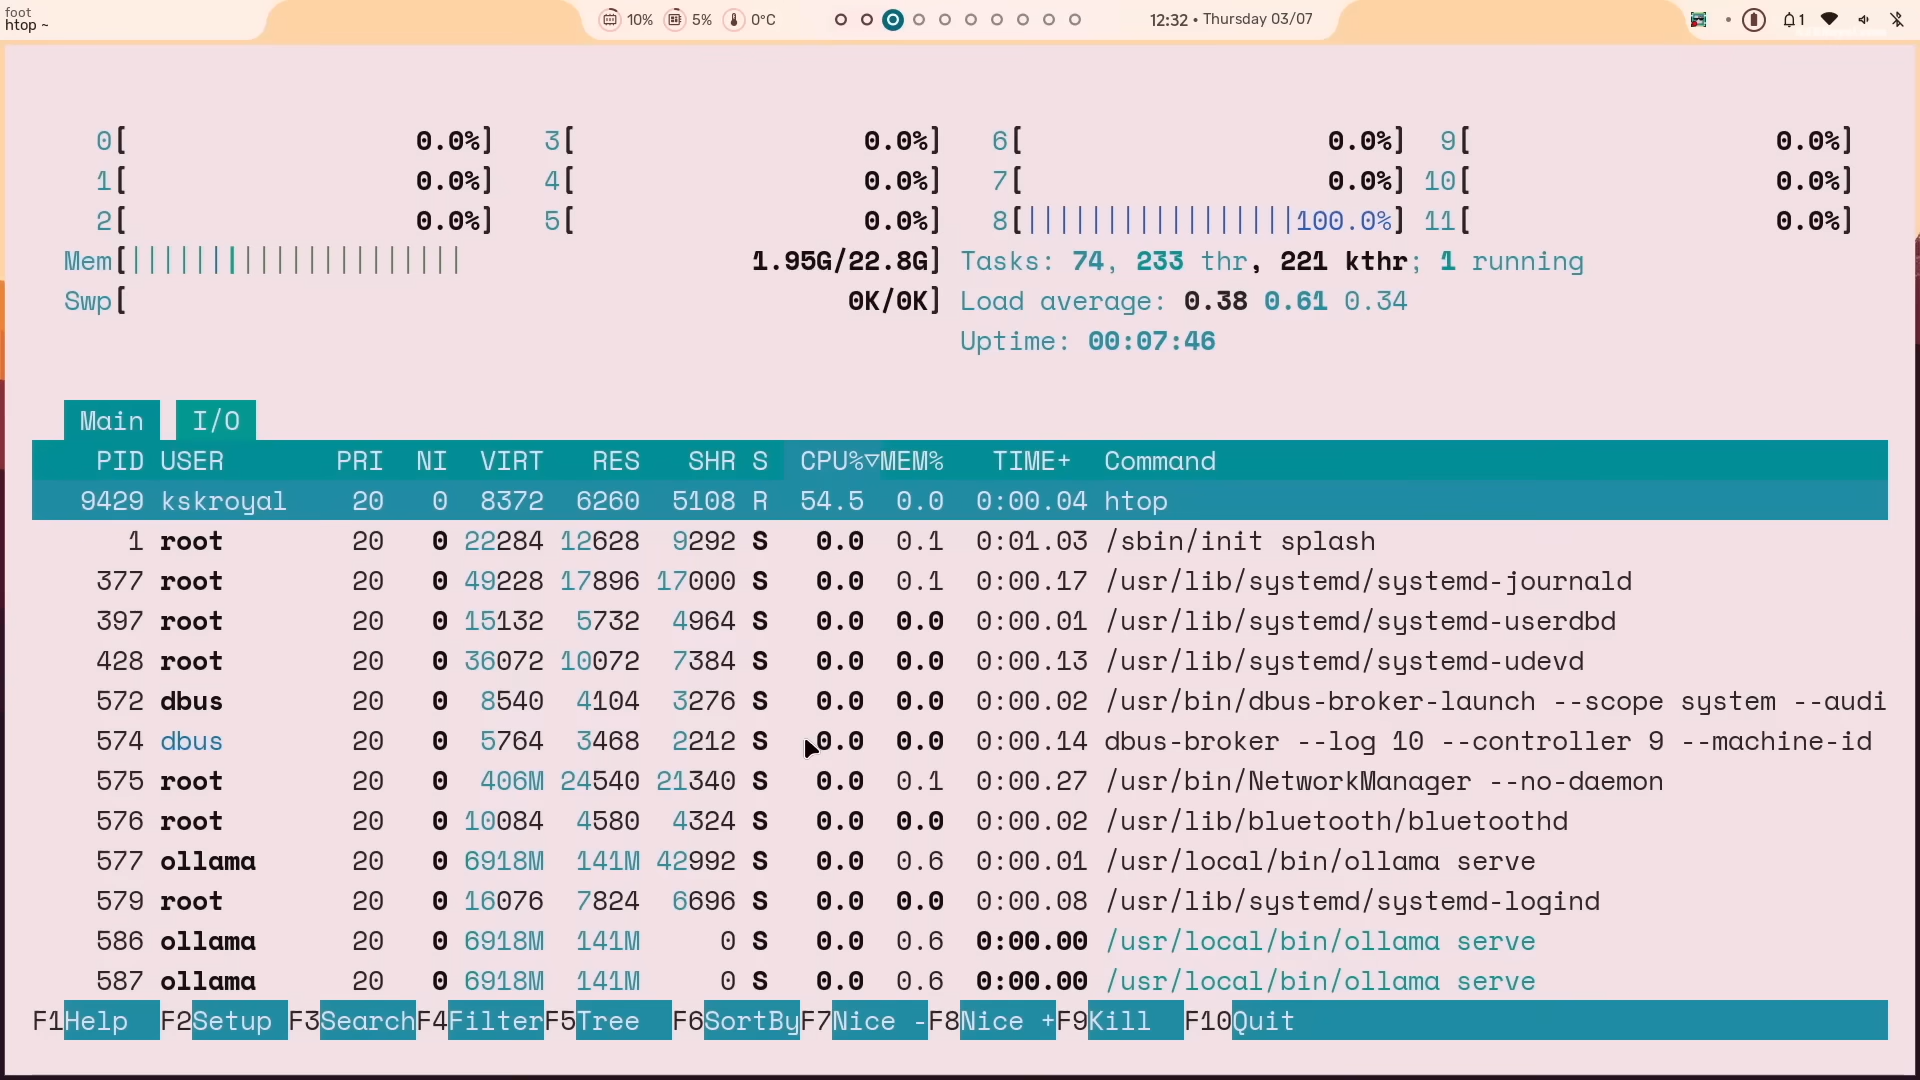 foot
htop ~
10% 5% 0°C
12:32 • Thursday 03/07
1
0[ 0.0%] 3[ 0.0%] 6[ 0.0%] 9[ 0.0%]
1[ 0.0%] 4[ 0.0%] 7[ 0.0%] 10[ 0.0%]
2[ 0.0%] 5[ 0.0%] 8[|||||||||||||||||100.0%] 11[ 0.0%]
Mem[||||||||||||||||||||| 1.95G/22.8G] Tasks: 74, 233 thr, 221 kthr; 1 running
Swp[ 0K/0K] Load average: 0.38 0.61 0.34
Uptime: 00:07:46
Main I/O
PID USER PRI NI VIRT RES SHR S CPU%▽MEM% TIME+ Command
9429 kskroyal 20 0 8372 6260 5108 R 54.5 0.0 0:00.04 htop
1 root 20 0 22284 12628 9292 S 0.0 0.1 0:01.03 /sbin/init splash
377 root 20 0 49228 17896 17000 S 0.0 0.1 0:00.17 /usr/lib/systemd/systemd-journald
397 root 20 0 15132 5732 4964 S 0.0 0.0 0:00.01 /usr/lib/systemd/systemd-userdbd
428 root 20 0 36072 10072 7384 S 0.0 0.0 0:00.13 /usr/lib/systemd/systemd-udevd
572 dbus 20 0 8540 4104 3276 S 0.0 0.0 0:00.02 /usr/bin/dbus-broker-launch --scope system --audi
574 dbus 20 0 5764 3468 2212 S 0.0 0.0 0:00.14 dbus-broker --log 10 --controller 9 --machine-id
575 root 20 0 406M 24540 21340 S 0.0 0.1 0:00.27 /usr/bin/NetworkManager --no-daemon
576 root 20 0 10084 4580 4324 S 0.0 0.0 0:00.02 /usr/lib/bluetooth/bluetoothd
577 ollama 20 0 6918M 141M 42992 S 0.0 0.6 0:00.01 /usr/local/bin/ollama serve
579 root 20 0 16076 7824 6696 S 0.0 0.0 0:00.08 /usr/lib/systemd/systemd-logind
586 ollama 20 0 6918M 141M 0 S 0.0 0.6 0:00.00 /usr/local/bin/ollama serve
587 ollama 20 0 6918M 141M 0 S 0.0 0.6 0:00.00 /usr/local/bin/ollama serve
F1Help F2Setup F3SearchF4FilterF5Tree F6SortByF7Nice -F8Nice +F9Kill F10Quit